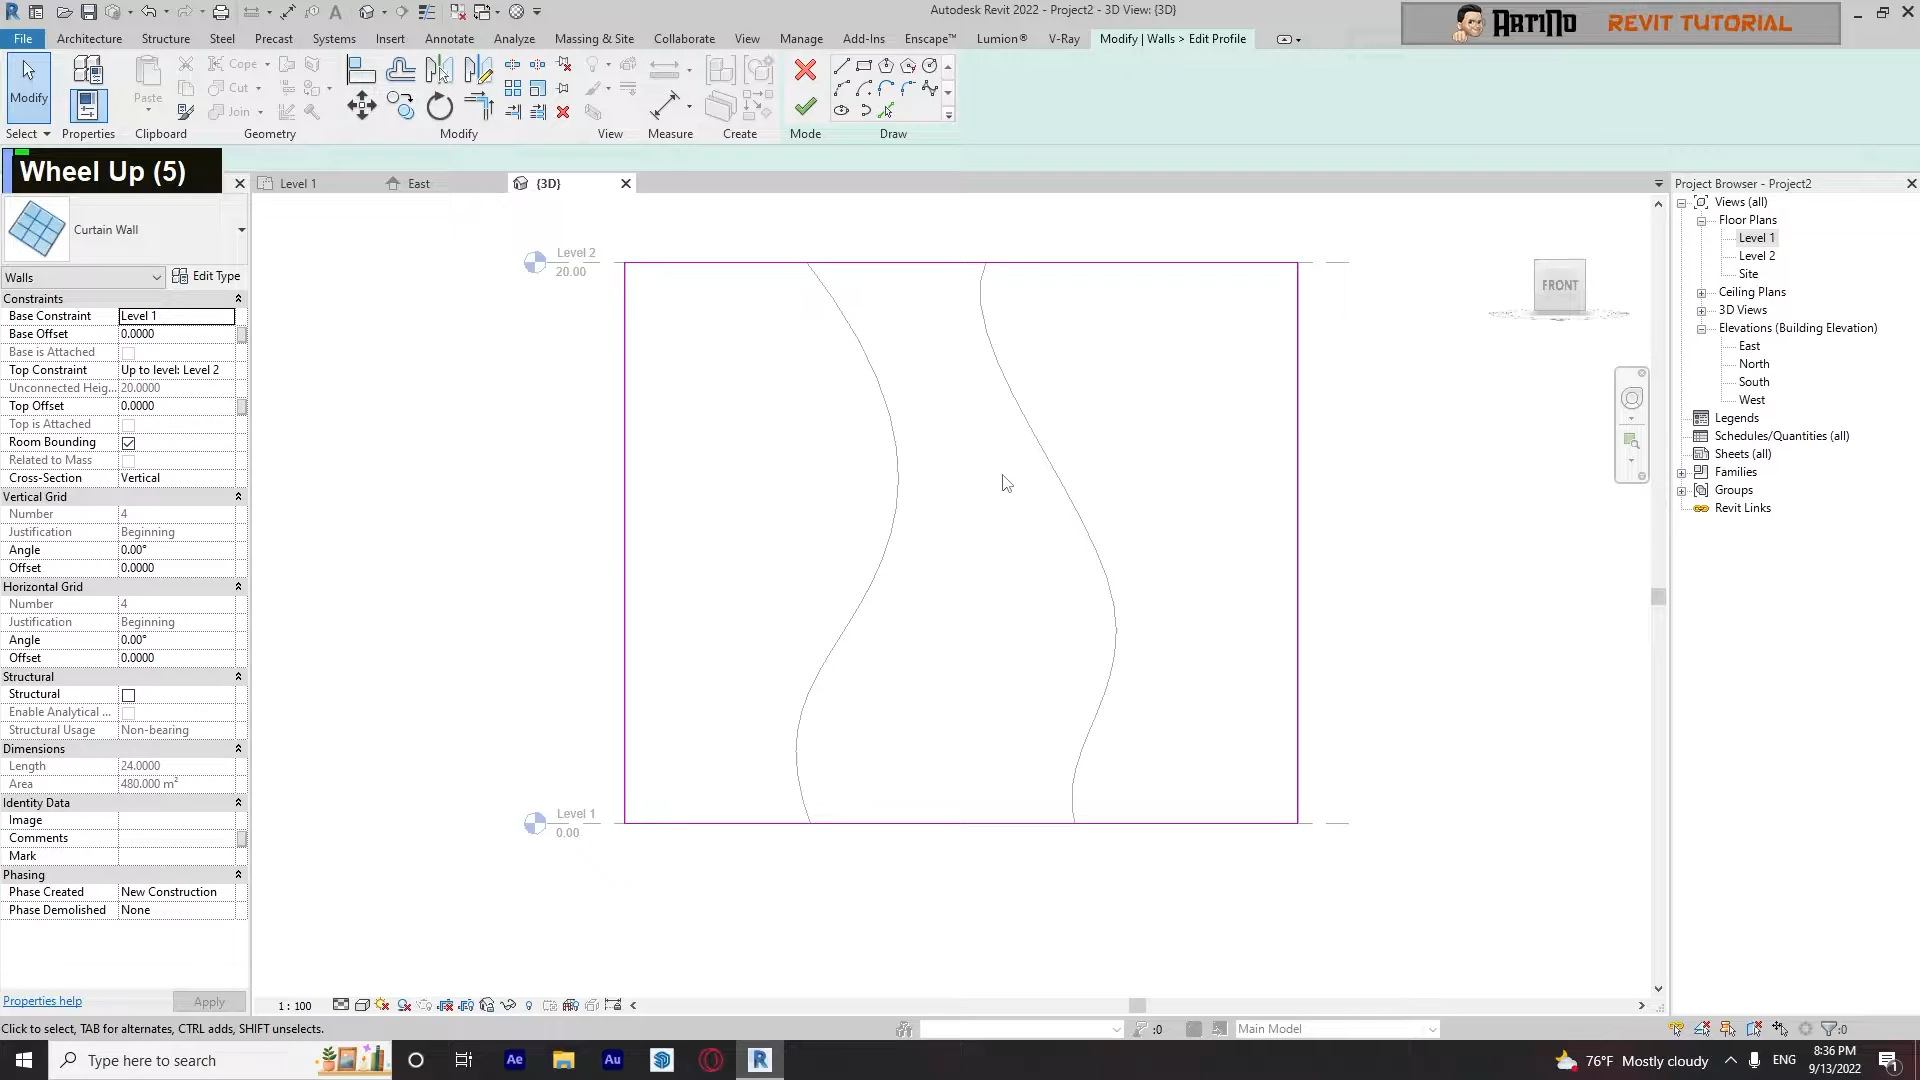 Autodesk Revit 2022 - Project2 - 3D View: {3D}
ARTINO REVIT TUTORIAL
File Architecture Structure Steel Precast Systems Insert Annotate Analyze Massing & Site Collaborate View Manage Add-Ins Enscape™ Lumion® V-Ray Modify | Walls > Edit Profile
Modify
Paste
Cope
Cut
Join
Select Properties Clipboard Geometry Modify View Measure Create Mode Draw
Wheel Up (5)
Level 1 East {3D}
Project Browser - Project2
Curtain Wall
Walls
Edit Type
Constraints
Base Constraint Level 1
Base Offset 0.0000
Base is Attached
Top Constraint Up to level: Level 2
Unconnected Heig... 20.0000
Top Offset 0.0000
Top is Attached
Room Bounding
Related to Mass
Cross-Section Vertical
Vertical Grid
Number 4
Justification Beginning
Angle 0.00°
Offset 0.0000
Horizontal Grid
Number 4
Justification Beginning
Angle 0.00°
Offset 0.0000
Structural
Structural
Enable Analytical ...
Structural Usage Non-bearing
Dimensions
Length 24.0000
Area 480.000 m²
Identity Data
Image
Comments
Mark
Phasing
Phase Created New Construction
Phase Demolished None
Properties help
Apply
Level 2
20.00
Level 1
0.00
FRONT
Views (all)
Floor Plans
Level 1
Level 2
Site
Ceiling Plans
3D Views
Elevations (Building Elevation)
East
North
South
West
Legends
Schedules/Quantities (all)
Sheets (all)
Families
Groups
Revit Links
1 : 100
Click to select, TAB for alternates, CTRL adds, SHIFT unselects.
:0
Main Model
:0
Type here to search
Ae
Au
R
76°F Mostly cloudy
ENG
8:36 PM
9/13/2022
1